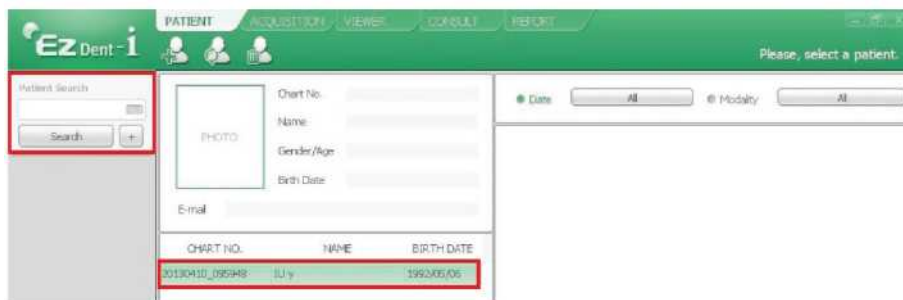 EZ Dent-i
PATIENT ACQUISITION VIEWER CONSULT REPORT
Please, select a patient.
Patient Search
Search +
PHOTO
Chart No.
Name
Gender/Age
Birth Date
E-mail
Date All Modality All
CHART NO. NAME BIRTH DATE
20130410_095948 IU y 1992/05/06